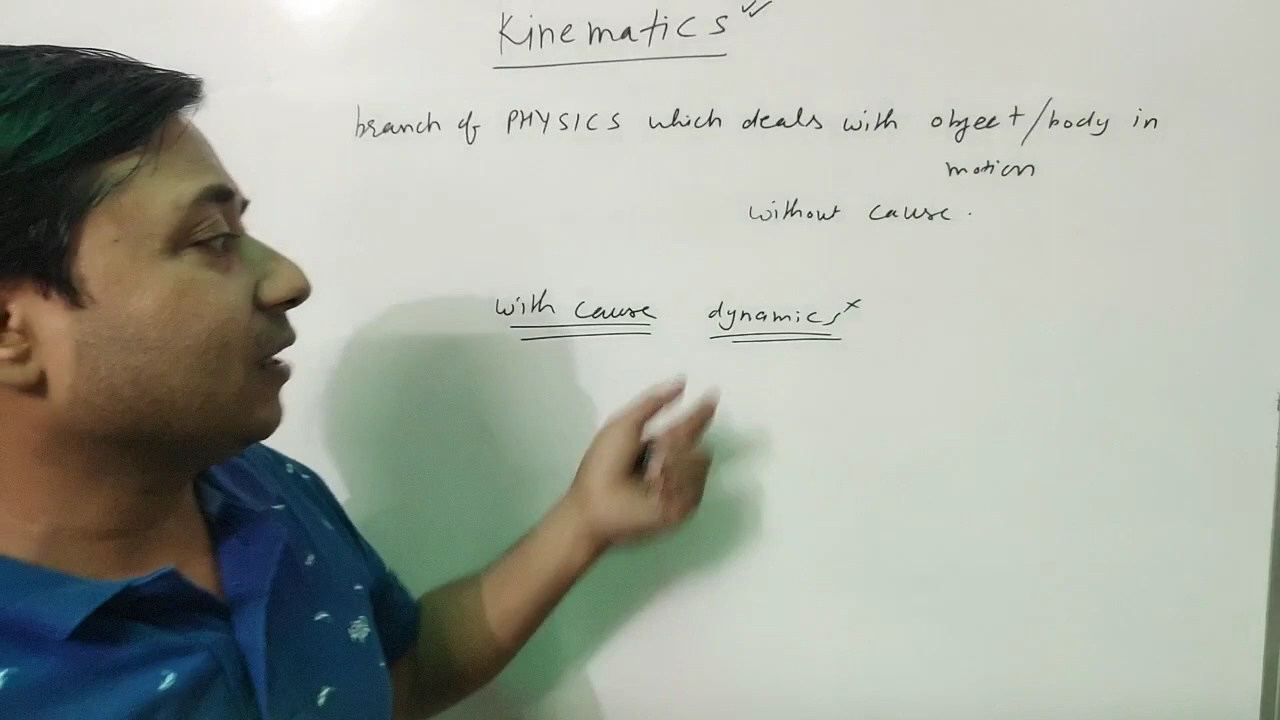 Kinematics ✓✓
branch of PHYSICS which deals with object/body in
motion
without cause.
with cause dynamics x